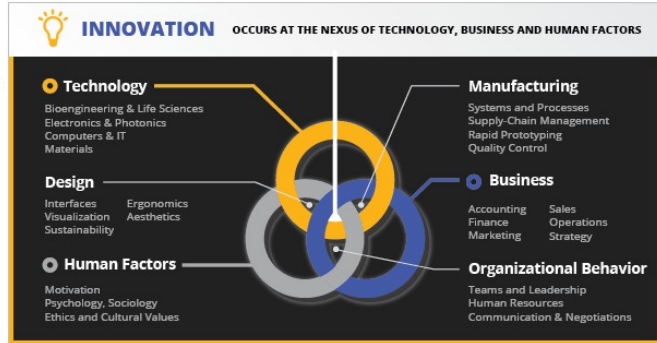 INNOVATION OCCURS AT THE NEXUS OF TECHNOLOGY, BUSINESS AND HUMAN FACTORS
Technology
Bioengineering & Life Sciences
Electronics & Photonics
Computers & IT
Materials
Design
Interfaces Ergonomics
Visualization Aesthetics
Sustainability
Human Factors
Motivation
Psychology, Sociology
Ethics and Cultural Values
Manufacturing
Systems and Processes
Supply-Chain Management
Rapid Prototyping
Quality Control
Business
Accounting Sales
Finance Operations
Marketing Strategy
Organizational Behavior
Teams and Leadership
Human Resources
Communication & Negotiations